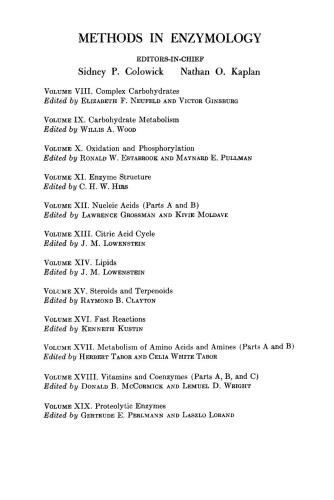 METHODS IN ENZYMOLOGY
EDITORS-IN-CHIEF
Sidney P. Colowick Nathan O. Kaplan
VOLUME VIII. Complex Carbohydrates
Edited by ELIZABETH F. NEUFELD AND VICTOR GINSBURG
VOLUME IX. Carbohydrate Metabolism
Edited by WILLIS A. WOOD
VOLUME X. Oxidation and Phosphorylation
Edited by RONALD W. ESTABROOK AND MAYNARD E. PULLMAN
VOLUME XI. Enzyme Structure
Edited by C. H. W. HIRS
VOLUME XII. Nucleic Acids (Parts A and B)
Edited by LAWRENCE GROSSMAN AND KIVIE MOLDAVE
VOLUME XIII. Citric Acid Cycle
Edited by J. M. LOWENSTEIN
VOLUME XIV. Lipids
Edited by J. M. LOWENSTEIN
VOLUME XV. Steroids and Terpenoids
Edited by RAYMOND B. CLAYTON
VOLUME XVI. Fast Reactions
Edited by KENNETH KUSTIN
VOLUME XVII. Metabolism of Amino Acids and Amines (Parts A and B)
Edited by HERBERT TABOR AND CELIA WHITE TABOR
VOLUME XVIII. Vitamins and Coenzymes (Parts A, B, and C)
Edited by DONALD B. MCCORMICK AND LEMUEL D. WRIGHT
VOLUME XIX. Proteolytic Enzymes
Edited by GERTRUDE E. PERLMANN AND LASZLO LORAND